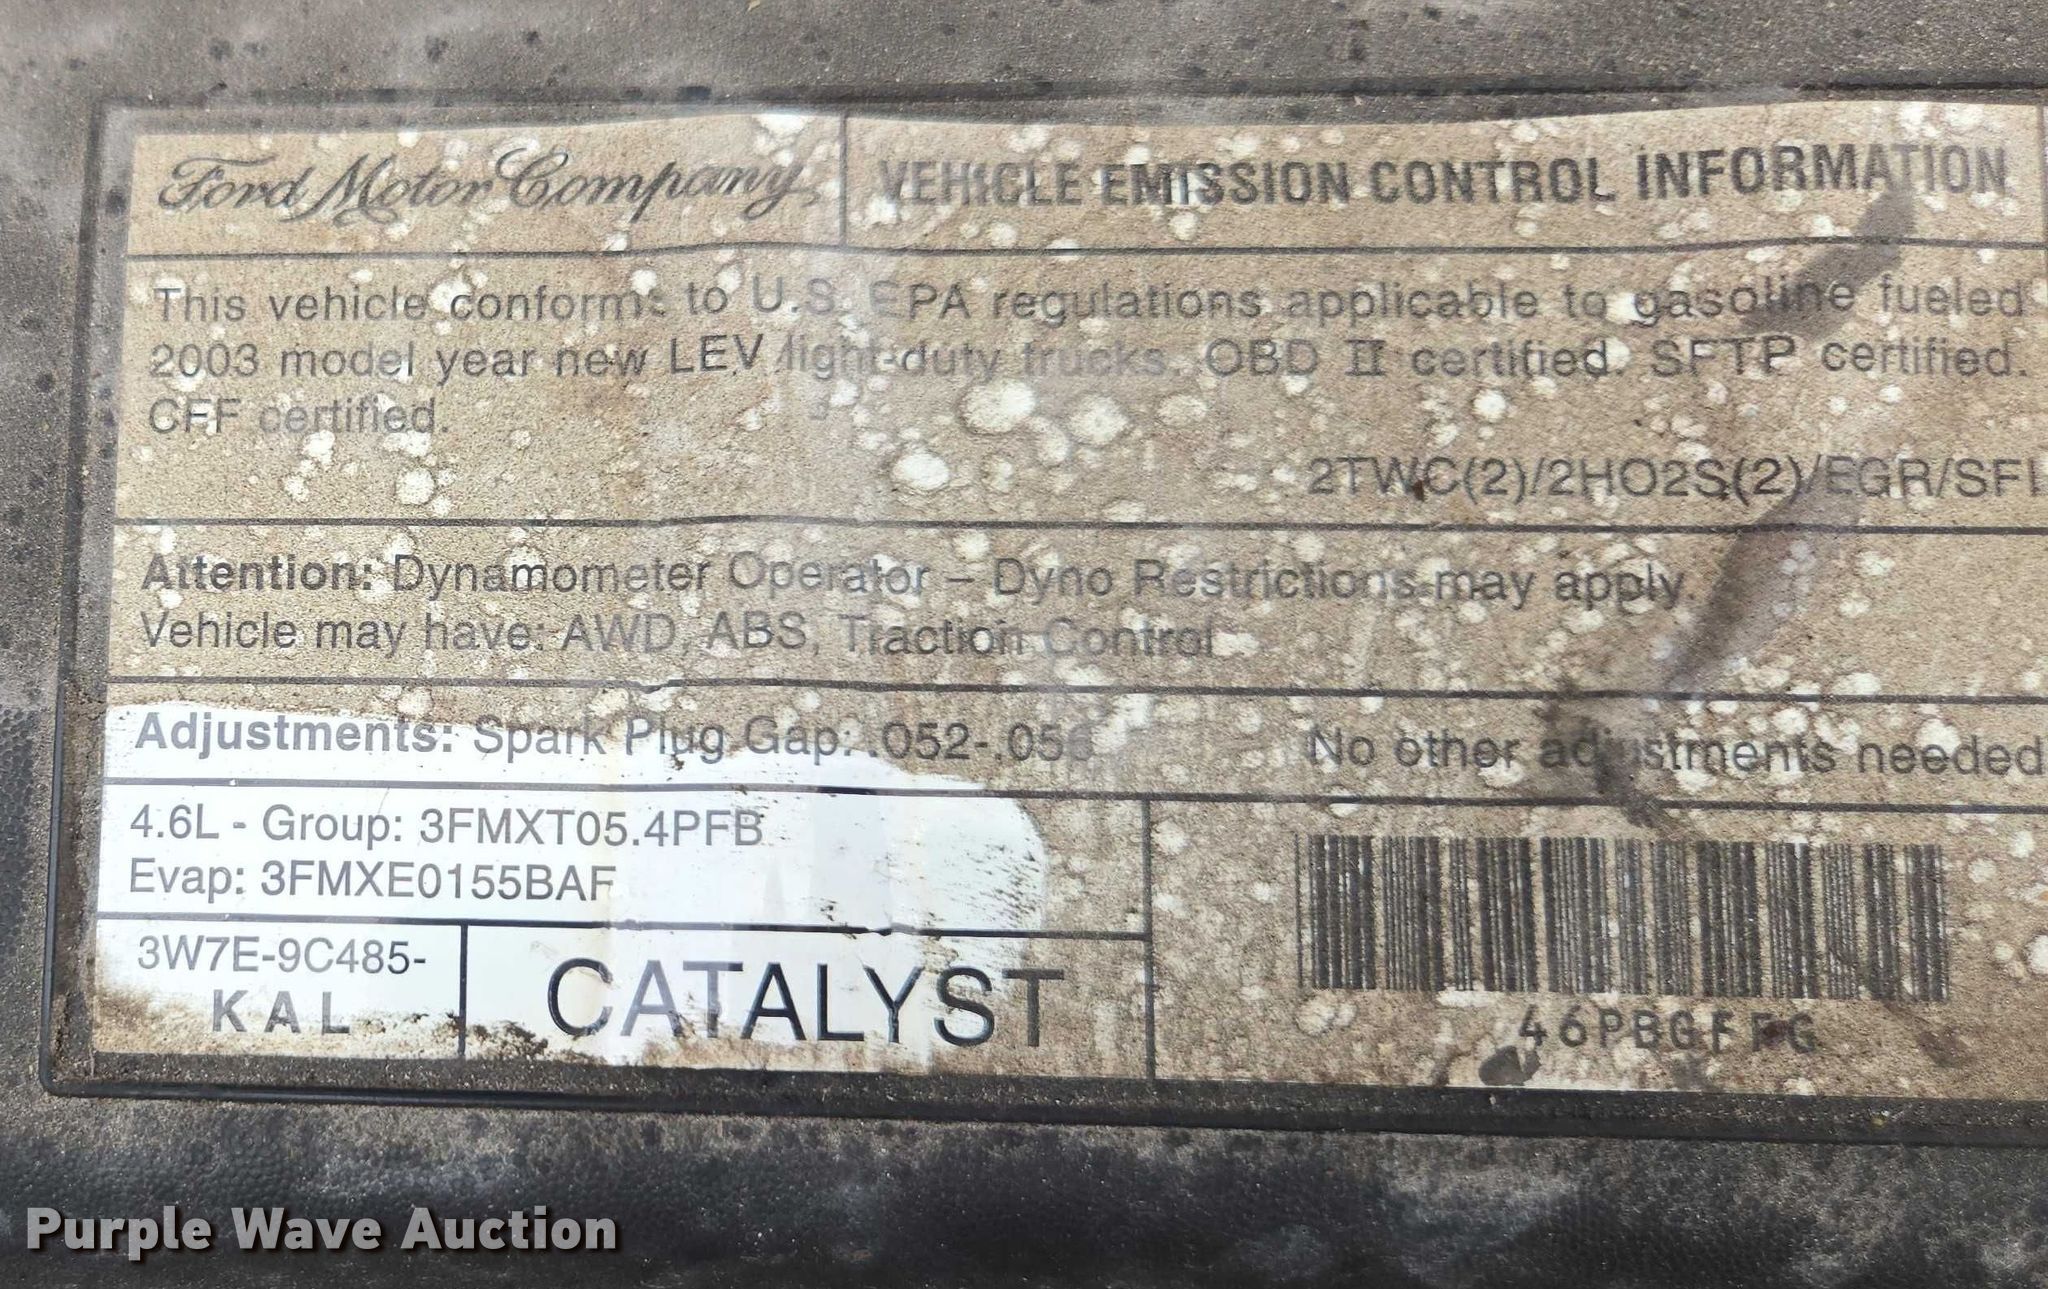 Ford Motor Company, VEHICLE EMISSION CONTROL INFORMATION
This vehicle conforms to U.S. EPA regulations applicable to gasoline fueled
2003 model year new LEV light-duty trucks. OBD II certified. SFTP certified.
CFF certified.
2TWC(2)/2HO2S(2)/EGR/SFI
Attention: Dynamometer Operator – Dyno Restrictions may apply.
Vehicle may have: AWD, ABS, Traction Control
Adjustments: Spark Plug Gap: No other adjustments needed
4.6L - Group: 3FMXT05.4PFB
Evap: 3FMXE0155BAF
3W7E-9C485-
KAL
CATALYST
Purple Wave Auction